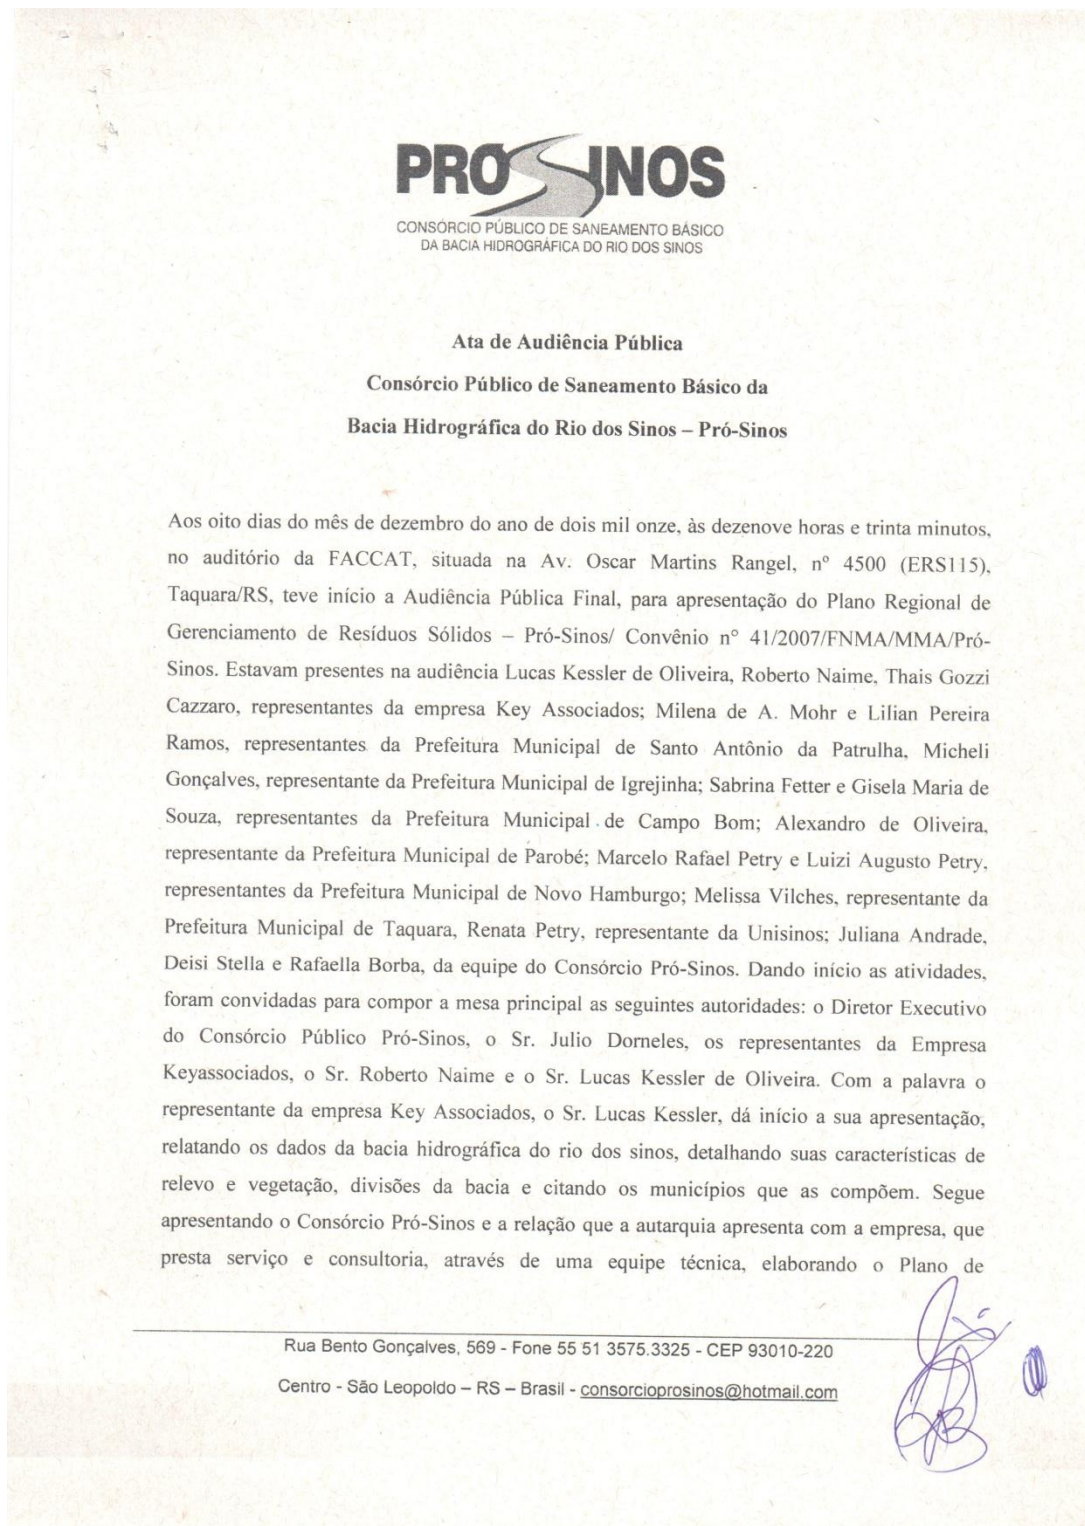 PRÓSINOS
CONSÓRCIO PÚBLICO DE SANEAMENTO BÁSICO
DA BACIA HIDROGRÁFICA DO RIO DOS SINOS
Ata de Audiência Pública
Consórcio Público de Saneamento Básico da
Bacia Hidrográfica do Rio dos Sinos – Pró-Sinos
Aos oito dias do mês de dezembro do ano de dois mil onze, às dezenove horas e trinta minutos,
no auditório da FACCAT, situada na Av. Oscar Martins Rangel, nº 4500 (ERS115),
Taquara/RS, teve início a Audiência Pública Final, para apresentação do Plano Regional de
Gerenciamento de Resíduos Sólidos – Pró-Sinos/ Convênio n° 41/2007/FNMA/MMA/Pró-
Sinos. Estavam presentes na audiência Lucas Kessler de Oliveira, Roberto Naime, Thais Gozzi
Cazzaro, representantes da empresa Key Associados; Milena de A. Mohr e Lilian Pereira
Ramos, representantes da Prefeitura Municipal de Santo Antônio da Patrulha, Micheli
Gonçalves, representante da Prefeitura Municipal de Igrejinha; Sabrina Fetter e Gisela Maria de
Souza, representantes da Prefeitura Municipal de Campo Bom; Alexandro de Oliveira,
representante da Prefeitura Municipal de Parobé; Marcelo Rafael Petry e Luizi Augusto Petry,
representantes da Prefeitura Municipal de Novo Hamburgo; Melissa Vilches, representante da
Prefeitura Municipal de Taquara, Renata Petry, representante da Unisinos; Juliana Andrade,
Deisi Stella e Rafaella Borba, da equipe do Consórcio Pró-Sinos. Dando início as atividades,
foram convidadas para compor a mesa principal as seguintes autoridades: o Diretor Executivo
do Consórcio Público Pró-Sinos, o Sr. Julio Dorneles, os representantes da Empresa
Keyassociados, o Sr. Roberto Naime e o Sr. Lucas Kessler de Oliveira. Com a palavra o
representante da empresa Key Associados, o Sr. Lucas Kessler, dá início a sua apresentação,
relatando os dados da bacia hidrográfica do rio dos sinos, detalhando suas características de
relevo e vegetação, divisões da bacia e citando os municípios que as compõem. Segue
apresentando o Consórcio Pró-Sinos e a relação que a autarquia apresenta com a empresa, que
presta serviço e consultoria, através de uma equipe técnica, elaborando o Plano de
Rua Bento Gonçalves, 569 - Fone 55 51 3575.3325 - CEP 93010-220
Centro - São Leopoldo – RS – Brasil - consorcioprosinos@hotmail.com